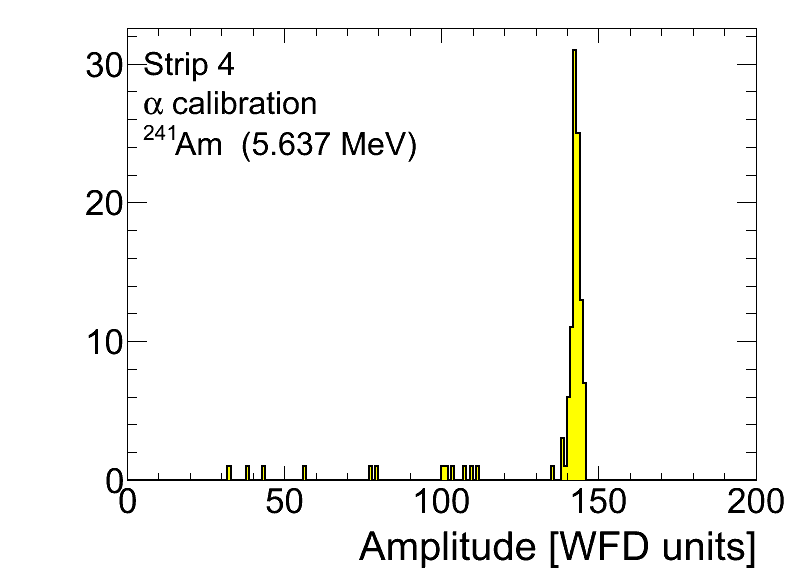 30
Strip 4
α calibration
241Am (5.637 MeV)
20
10
0
0 50 100 150 200
Amplitude [WFD units]